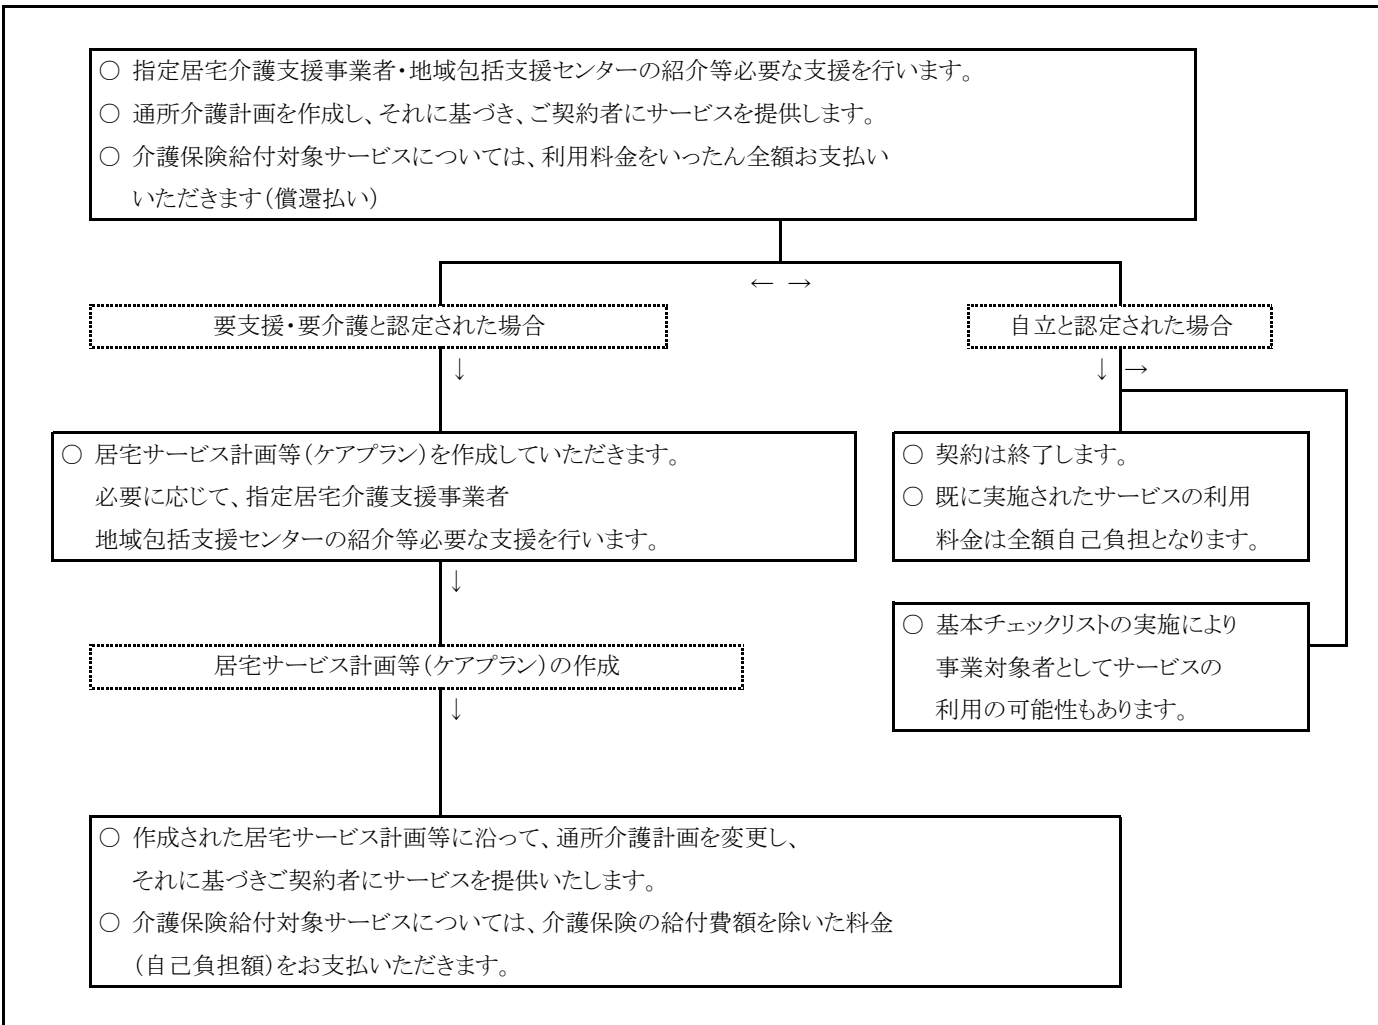 ○ 指定居宅介護支援事業者・地域包括支援センターの紹介等必要な支援を行います。
○ 通所介護計画を作成し、それに基づき、ご契約者にサービスを提供します。
○ 介護保険給付対象サービスについては、利用料金をいったん全額お支払い
いただきます(償還払い)
← →
要支援・要介護と認定された場合
自立と認定された場合
↓
↓ →
○ 居宅サービス計画等(ケアプラン)を作成していただきます。
必要に応じて、指定居宅介護支援事業者
地域包括支援センターの紹介等必要な支援を行います。
○ 契約は終了します。
○ 既に実施されたサービスの利用
料金は全額自己負担となります。
↓
○ 基本チェックリストの実施により
事業対象者としてサービスの
利用の可能性もあります。
居宅サービス計画等(ケアプラン)の作成
↓
○ 作成された居宅サービス計画等に沿って、通所介護計画を変更し、
それに基づきご契約者にサービスを提供いたします。
○ 介護保険給付対象サービスについては、介護保険の給付費額を除いた料金
(自己負担額)をお支払いただきます。